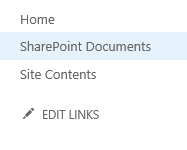 Home
SharePoint Documents
Site Contents
EDIT LINKS